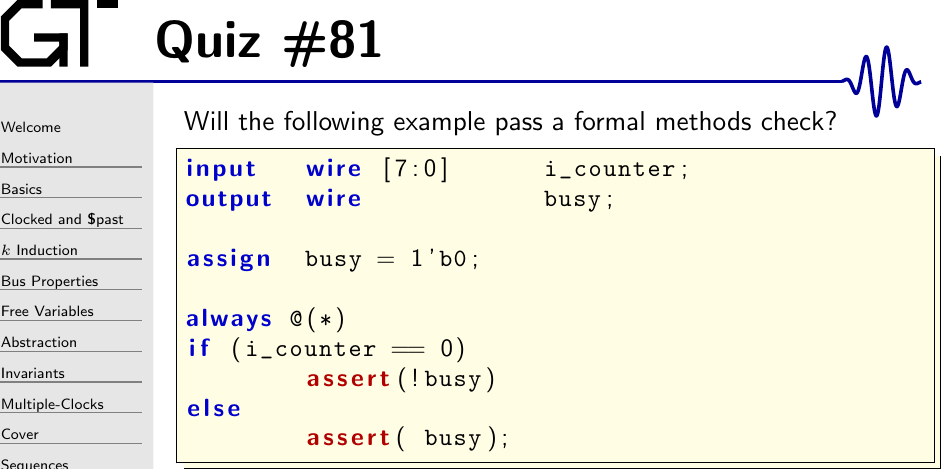 GT
Quiz #81
Welcome
Motivation
Basics
Clocked and $past
k Induction
Bus Properties
Free Variables
Abstraction
Invariants
Multiple-Clocks
Cover
Sequences
Will the following example pass a formal methods check?
input wire [7:0] i_counter;
output wire busy;
assign busy = 1'b0;
always @(*)
if (i_counter == 0)
assert(!busy)
else
assert( busy);